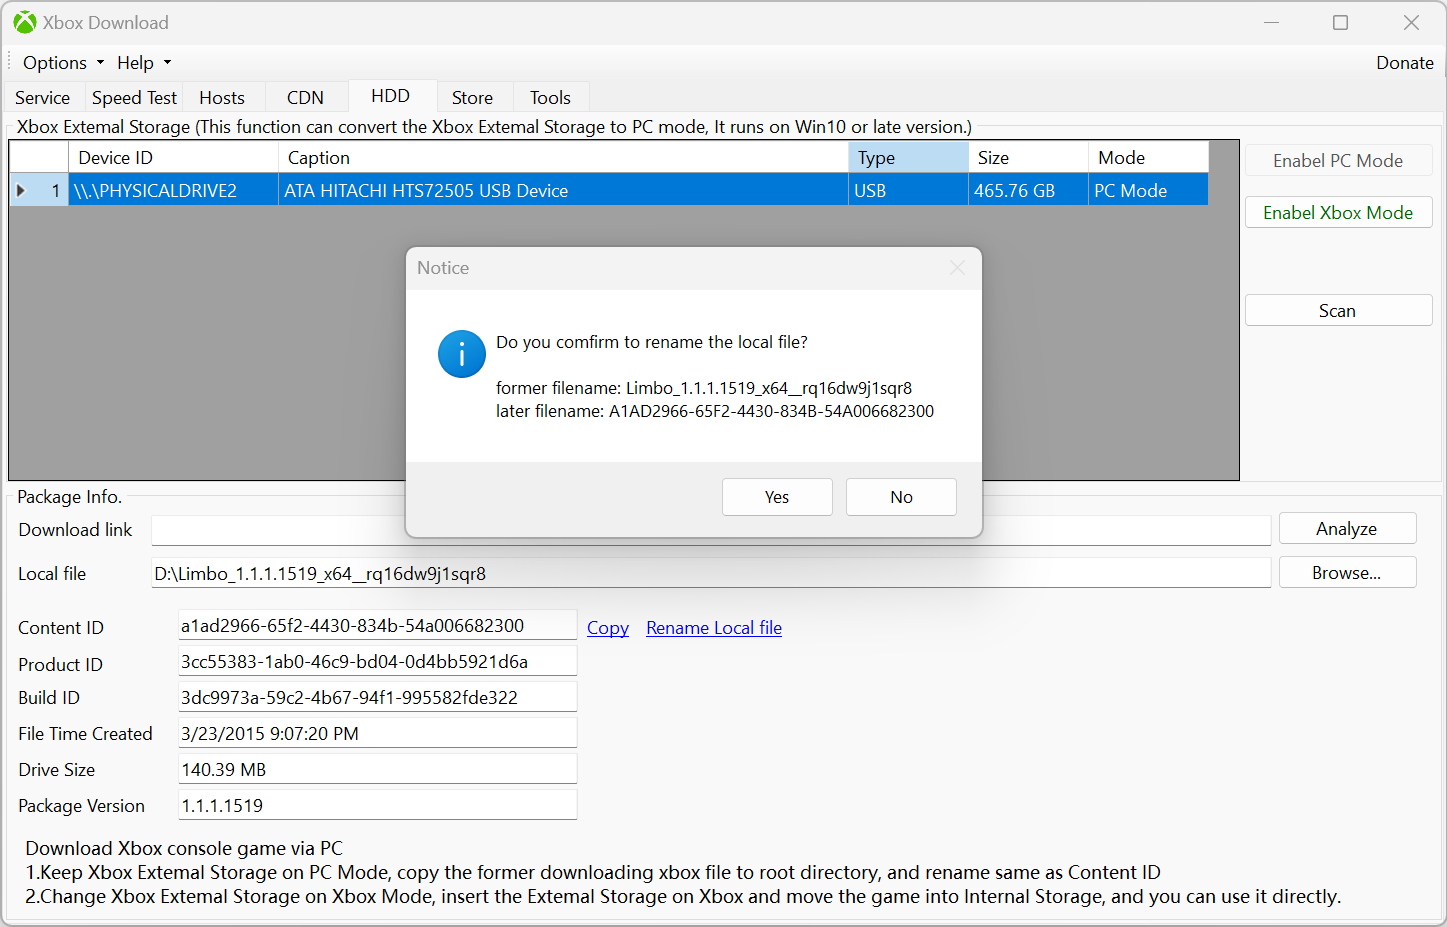 Xbox Download
Options Help Donate
Service Speed Test Hosts CDN HDD Store Tools
Xbox Extemal Storage (This function can convert the Xbox Extemal Storage to PC mode, It runs on Win10 or late version.)
Device ID Caption Type Size Mode
1 \\.\PHYSICALDRIVE2 ATA HITACHI HTS72505 USB Device USB 465.76 GB PC Mode
Enabel PC Mode
Enabel Xbox Mode
Scan
Notice
Do you comfirm to rename the local file?
former filename: Limbo_1.1.1.1519_x64__rq16dw9j1sqr8
later filename: A1AD2966-65F2-4430-834B-54A006682300
Yes No
Package Info.
Download link Analyze
Local file D:\Limbo_1.1.1.1519_x64__rq16dw9j1sqr8 Browse...
Content ID a1ad2966-65f2-4430-834b-54a006682300 Copy Rename Local file
Product ID 3cc55383-1ab0-46c9-bd04-0d4bb5921d6a
Build ID 3dc9973a-59c2-4b67-94f1-995582fde322
File Time Created 3/23/2015 9:07:20 PM
Drive Size 140.39 MB
Package Version 1.1.1.1519
Download Xbox console game via PC
1.Keep Xbox Extemal Storage on PC Mode, copy the former downloading xbox file to root directory, and rename same as Content ID
2.Change Xbox Extemal Storage on Xbox Mode, insert the Extemal Storage on Xbox and move the game into Internal Storage, and you can use it directly.